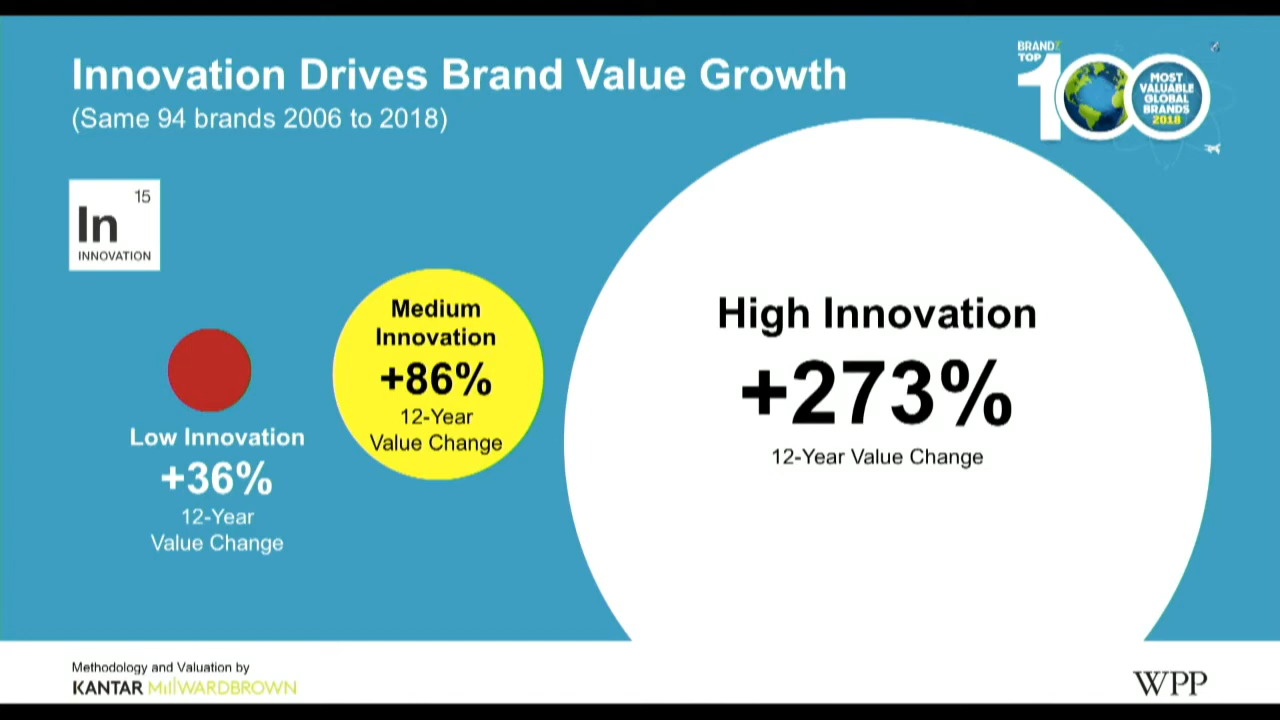 Innovation Drives Brand Value Growth
(Same 94 brands 2006 to 2018)
BRANDZ
TOP
100
MOST
VALUABLE
GLOBAL
BRANDS
2018
15
In
INNOVATION
Low Innovation
+36%
12-Year
Value Change
Medium
Innovation
+86%
12-Year
Value Change
High Innovation
+273%
12-Year Value Change
Methodology and Valuation by
KANTAR MillWARDBROWN
WPP